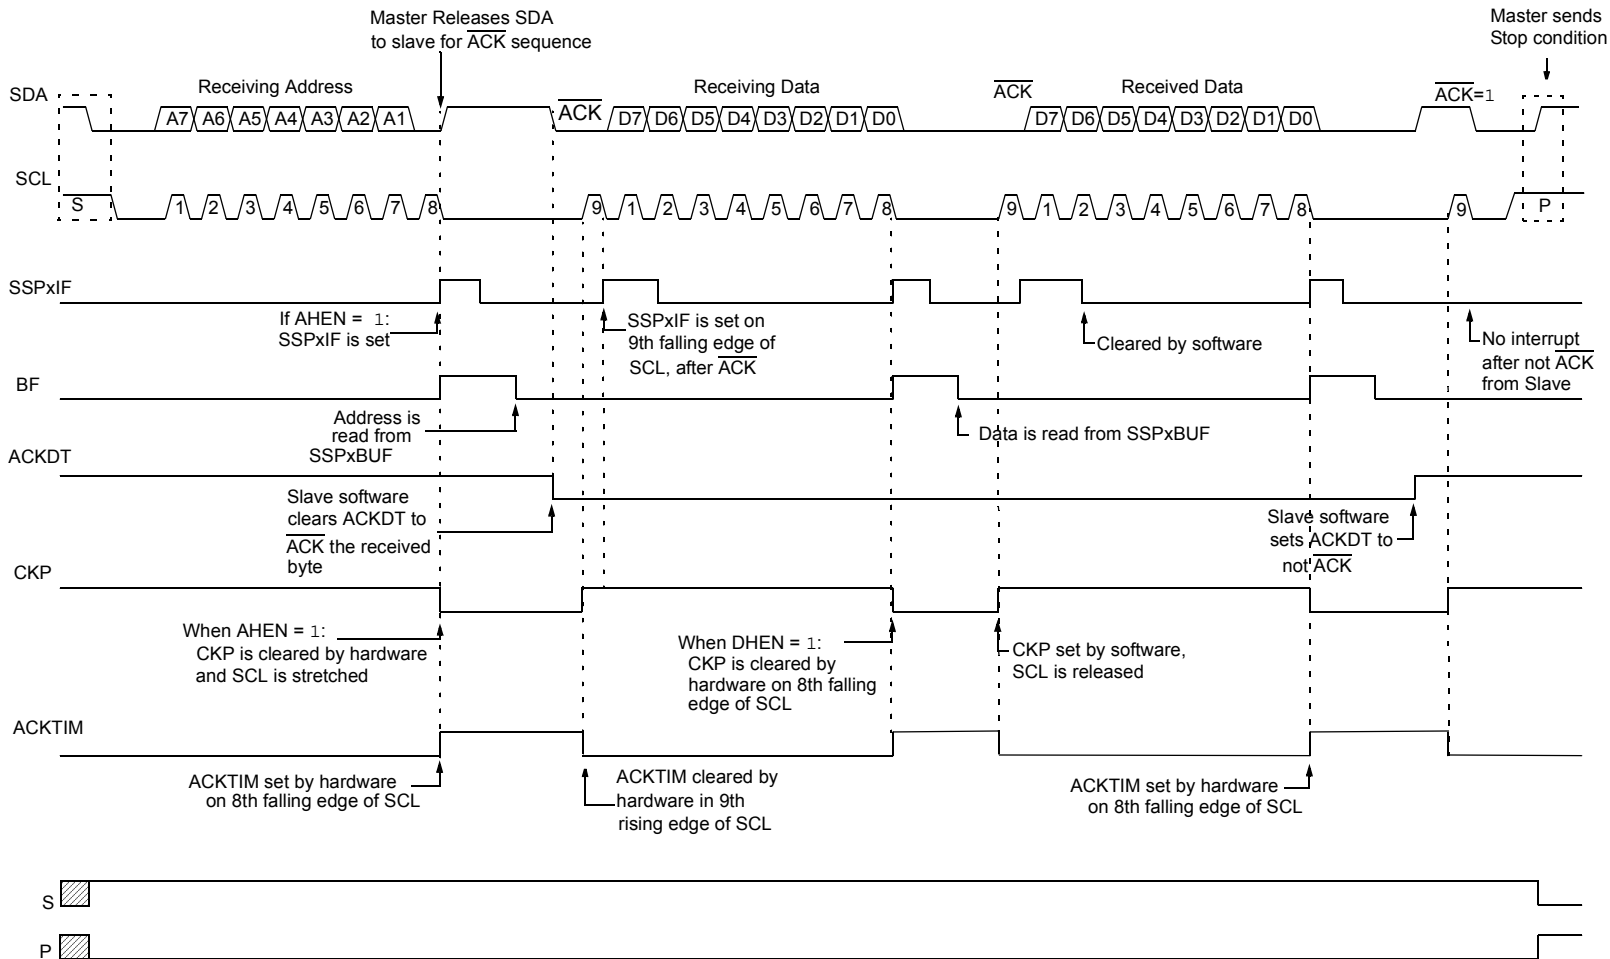 Master Releases SDA
to slave for ACK sequence
Master sends
Stop condition
Receiving Address
Receiving Data
ACK
Received Data
SDA
A7 A6 A5 A4 A3 A2 A1
ACK
D7 D6 D5 D4 D3 D2 D1 D0
D7 D6 D5 D4 D3 D2 D1 D0
ACK=1
SCL
S
1 2 3 4 5 6 7 8
9 1 2 3 4 5 6 7 8
9 1 2 3 4 5 6 7 8
9
P
SSPxIF
If AHEN = 1:
SSPxIF is set
SSPxIF is set on
9th falling edge of
SCL, after ACK
Cleared by software
No interrupt
after not ACK
from Slave
BF
Address is
read from
SSPxBUF
Data is read from SSPxBUF
ACKDT
Slave software
clears ACKDT to
ACK the received
byte
Slave software
sets ACKDT to
not ACK
CKP
When AHEN = 1:
CKP is cleared by hardware
and SCL is stretched
When DHEN = 1:
CKP is cleared by
hardware on 8th falling
edge of SCL
CKP set by software,
SCL is released
ACKTIM
ACKTIM set by hardware
on 8th falling edge of SCL
ACKTIM cleared by
hardware in 9th
rising edge of SCL
ACKTIM set by hardware
on 8th falling edge of SCL
S
P